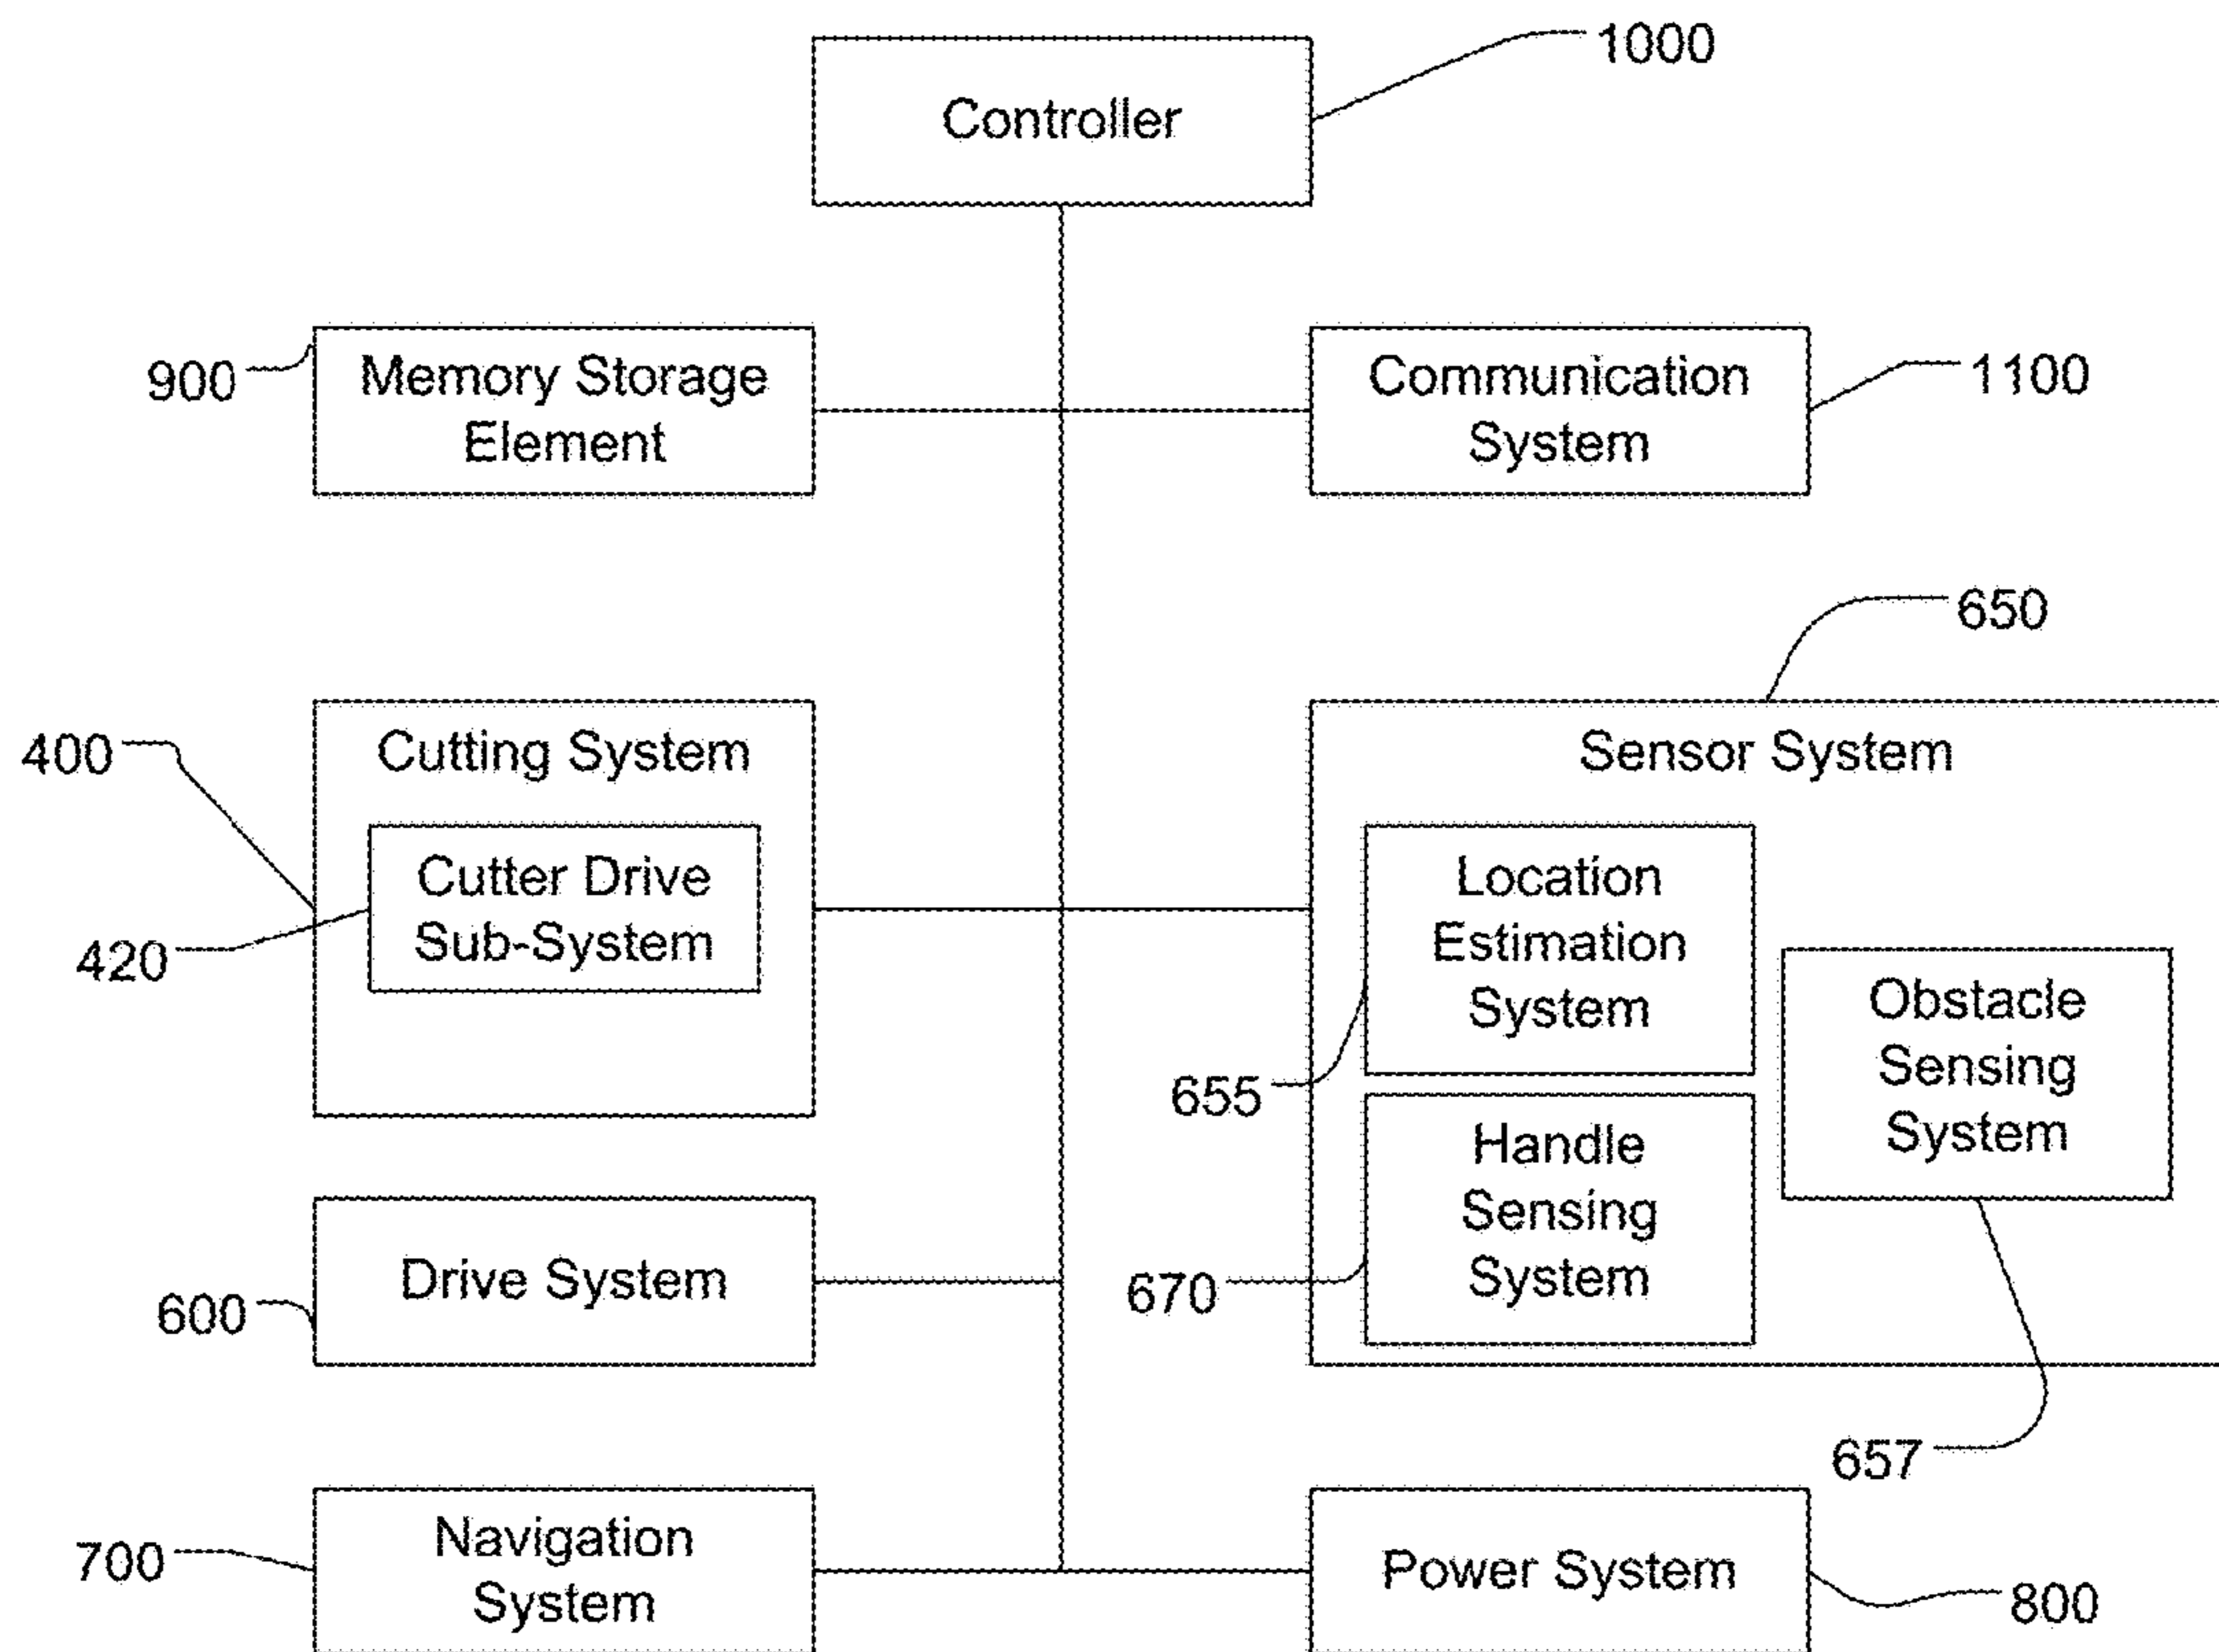 Controller
1000
900
Memory Storage
Element
Communication
System
1100
650
400
Cutting System
420
Cutter Drive
Sub-System
Sensor System
Location
Estimation
System
655
Obstacle
Sensing
System
657
Handle
Sensing
System
670
Drive System
600
Navigation
System
700
Power System
800